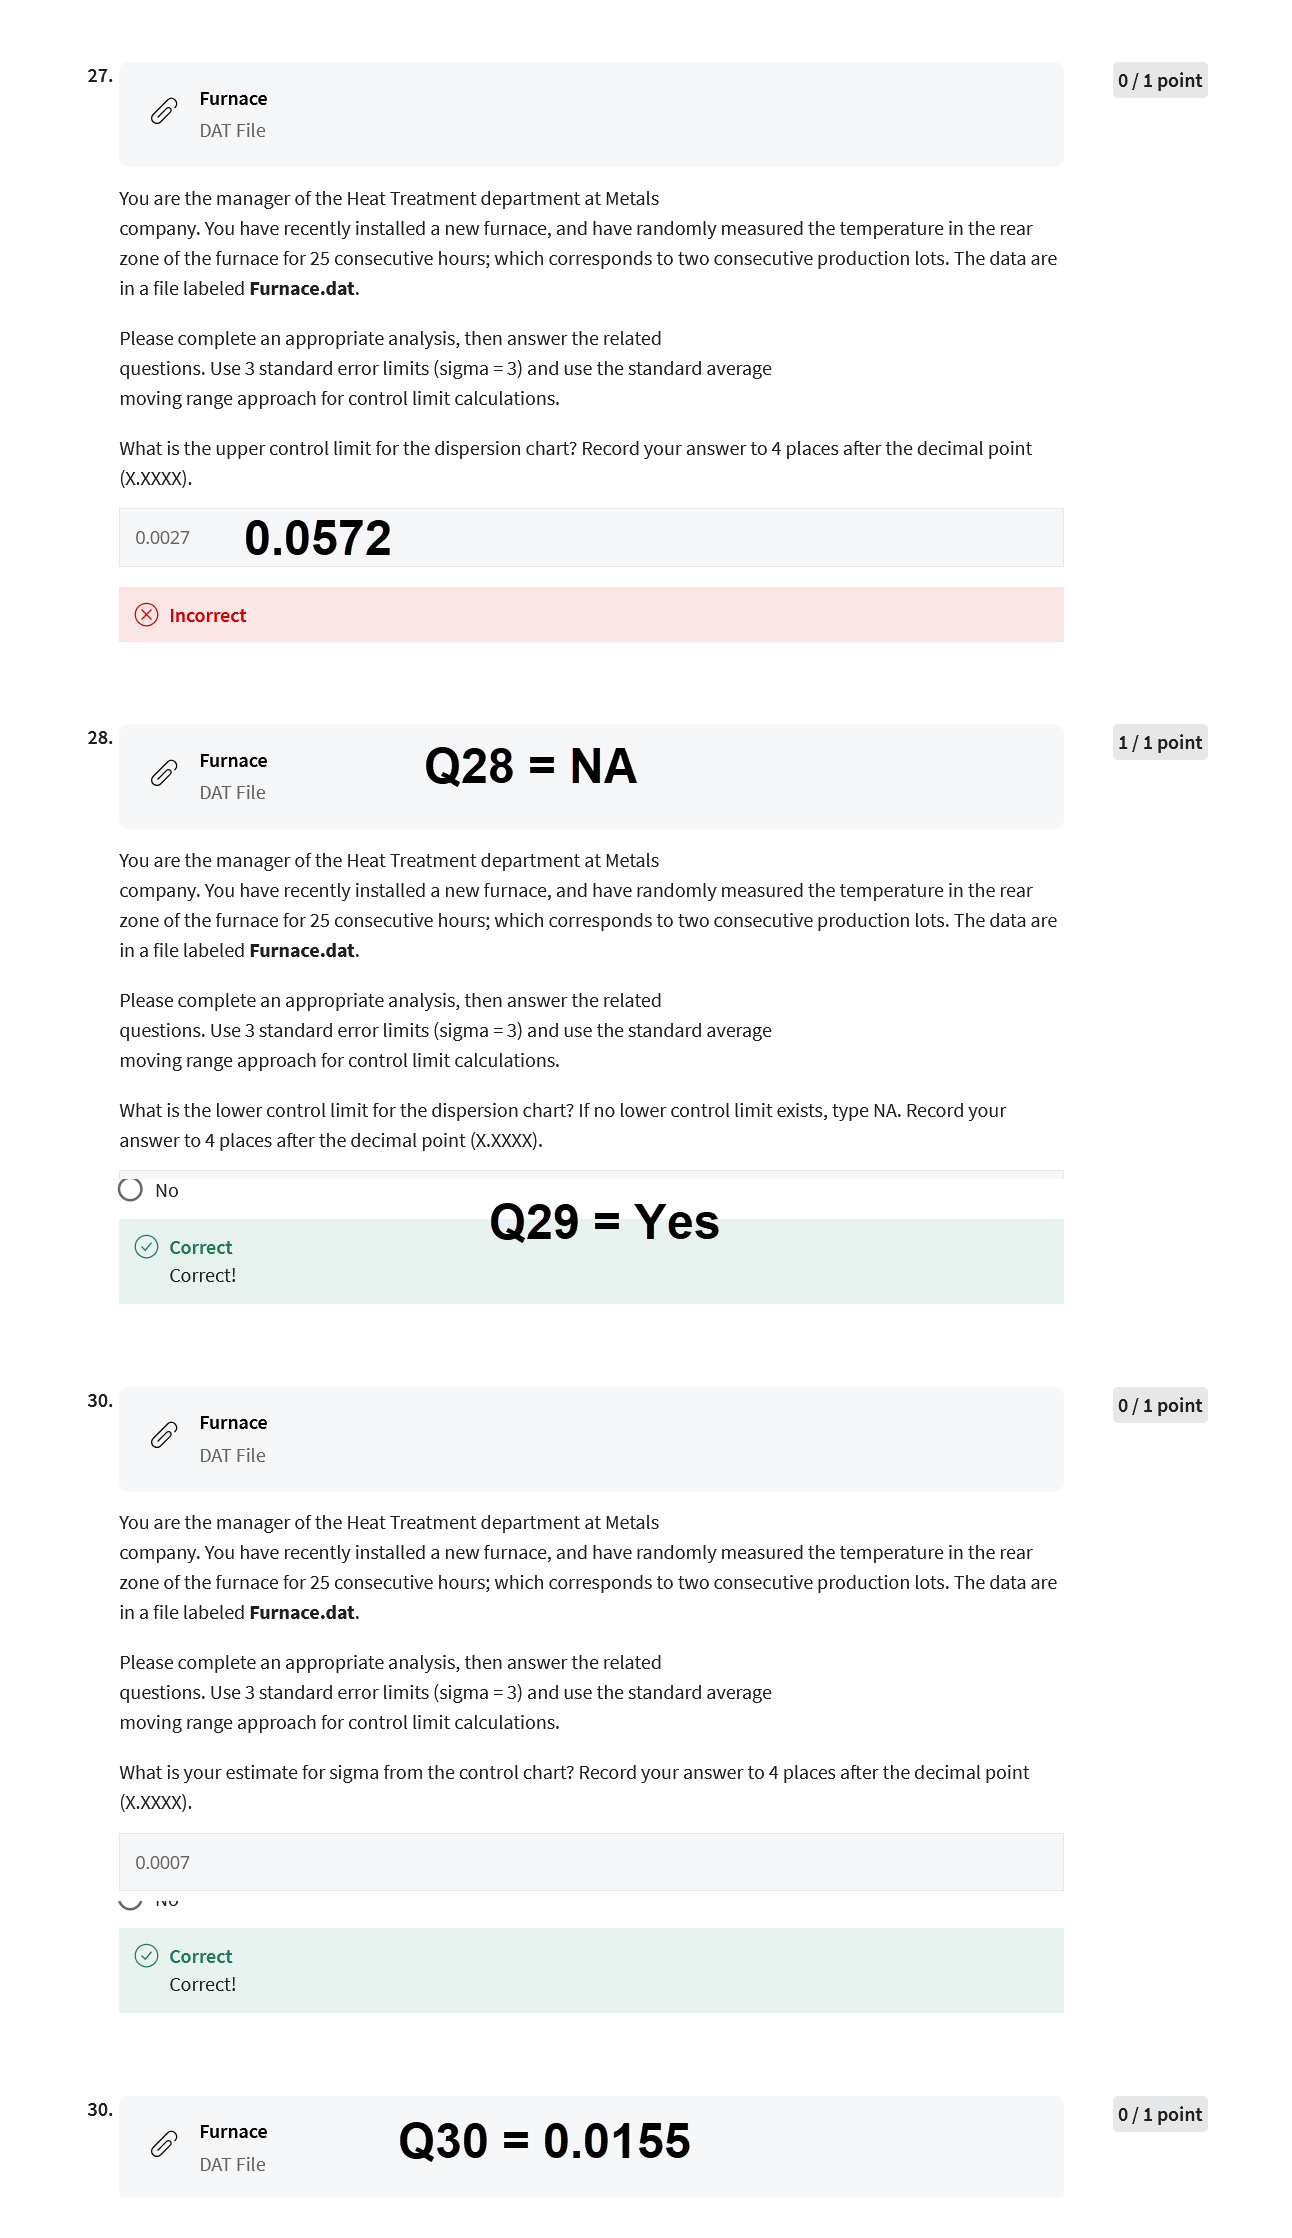 27.
Furnace
0 / 1 point
DAT File
You are the manager of the Heat Treatment department at Metals
company. You have recently installed a new furnace, and have randomly measured the temperature in the rear
zone of the furnace for 25 consecutive hours; which corresponds to two consecutive production lots. The data are
in a file labeled Furnace.dat.
Please complete an appropriate analysis, then answer the related
questions. Use 3 standard error limits (sigma = 3) and use the standard average
moving range approach for control limit calculations.
What is the upper control limit for the dispersion chart? Record your answer to 4 places after the decimal point
(X.XXXX).
0.0027 0.0572
Incorrect
28.
Furnace
Q28 = NA
1 / 1 point
DAT File
You are the manager of the Heat Treatment department at Metals
company. You have recently installed a new furnace, and have randomly measured the temperature in the rear
zone of the furnace for 25 consecutive hours; which corresponds to two consecutive production lots. The data are
in a file labeled Furnace.dat.
Please complete an appropriate analysis, then answer the related
questions. Use 3 standard error limits (sigma = 3) and use the standard average
moving range approach for control limit calculations.
What is the lower control limit for the dispersion chart? If no lower control limit exists, type NA. Record your
answer to 4 places after the decimal point (X.XXXX).
No
Q29 = Yes
Correct
Correct!
30.
Furnace
0 / 1 point
DAT File
You are the manager of the Heat Treatment department at Metals
company. You have recently installed a new furnace, and have randomly measured the temperature in the rear
zone of the furnace for 25 consecutive hours; which corresponds to two consecutive production lots. The data are
in a file labeled Furnace.dat.
Please complete an appropriate analysis, then answer the related
questions. Use 3 standard error limits (sigma = 3) and use the standard average
moving range approach for control limit calculations.
What is your estimate for sigma from the control chart? Record your answer to 4 places after the decimal point
(X.XXXX).
0.0007
No
Correct
Correct!
30.
Furnace
Q30 = 0.0155
0 / 1 point
DAT File